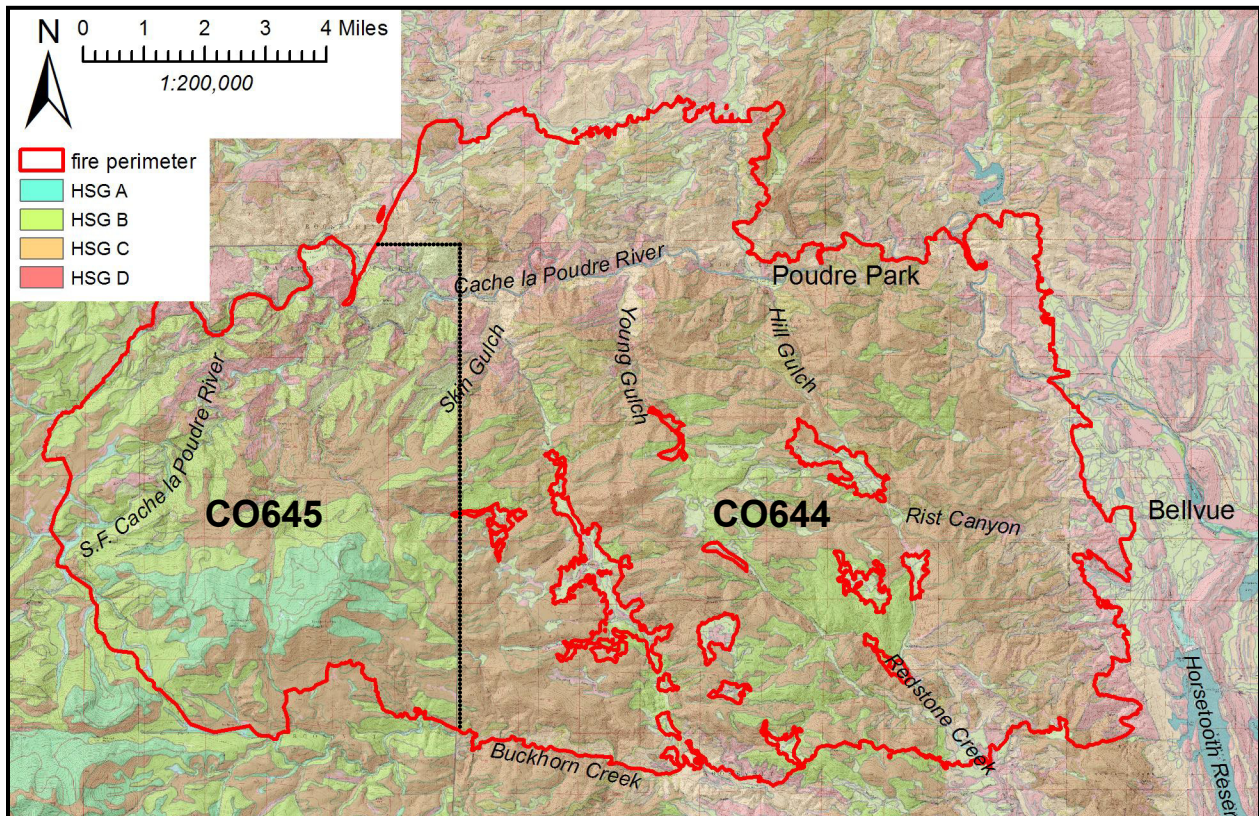 N
0 1 2 3 4 Miles
1:200,000
fire perimeter
HSG A
HSG B
HSG C
HSG D
Cache la Poudre River
Poudre Park
Skin Gulch
Young Gulch
Hill Gulch
S.F. Cache la Poudre River
CO645
CO644
Rist Canyon
Bellvue
Redstone Creek
Buckhorn Creek
Horsetooth Reser